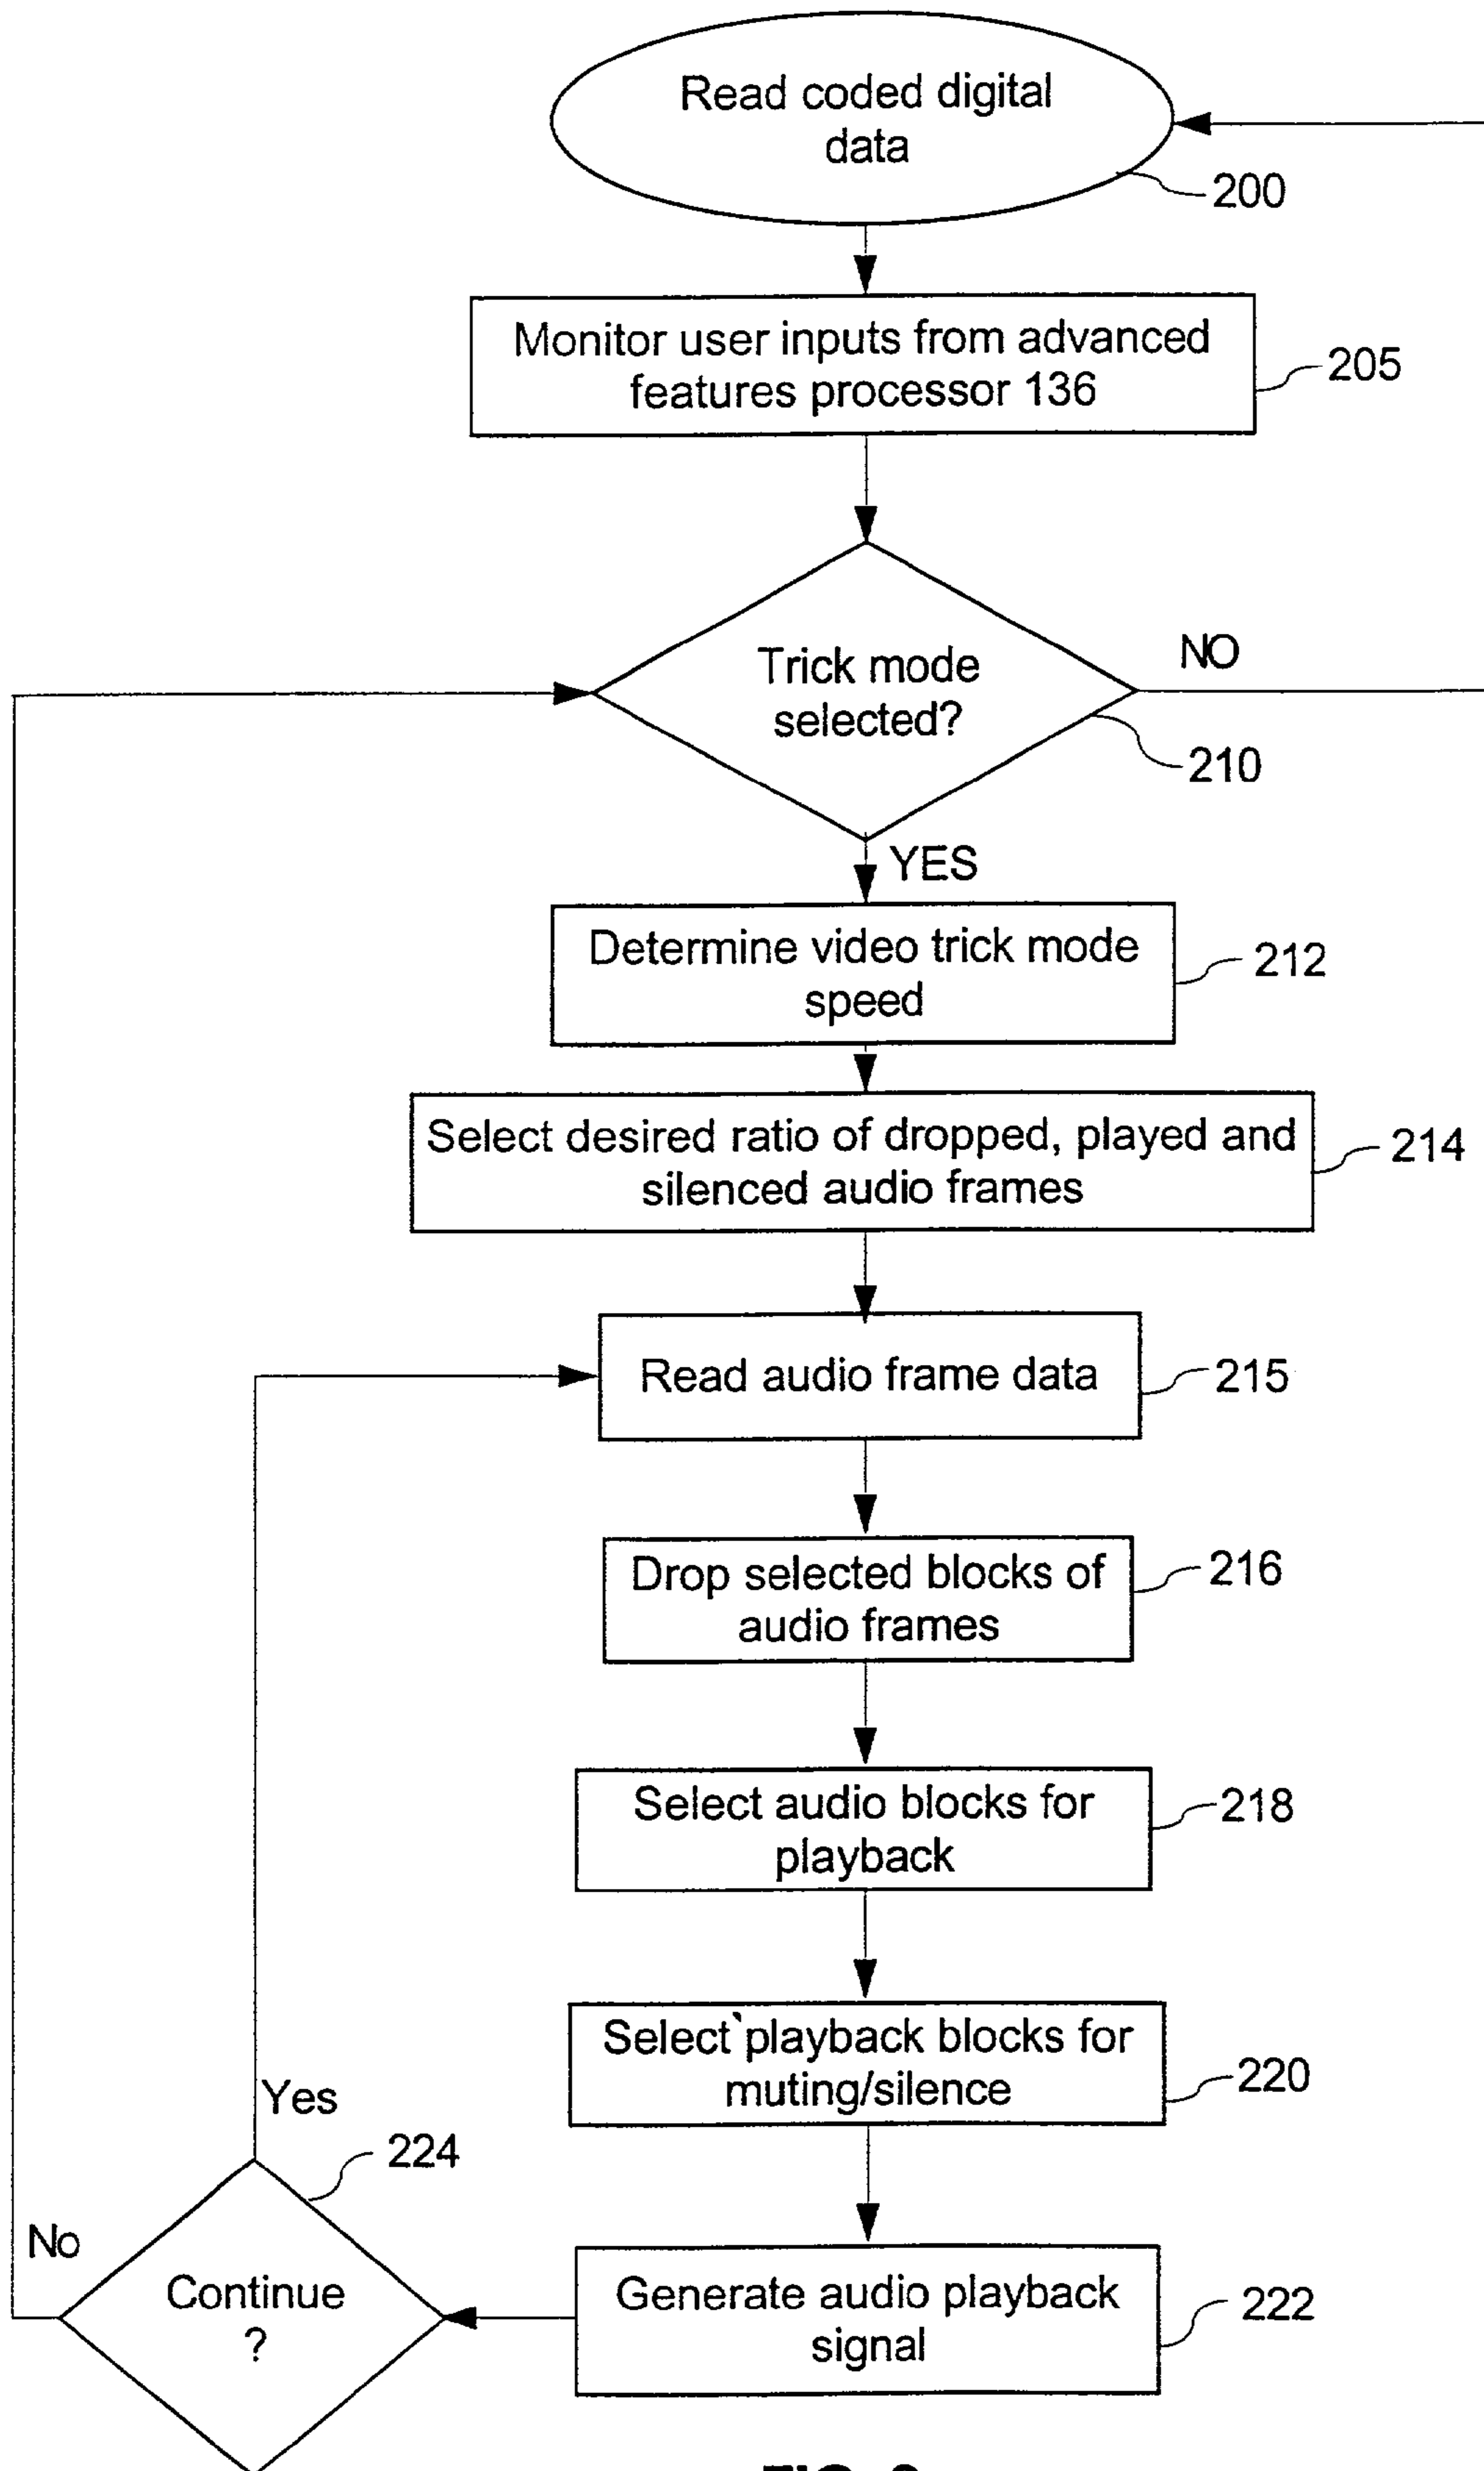 Read coded digital
data
200
Monitor user inputs from advanced
features processor 136
205
Trick mode
selected?
NO
210
YES
Determine video trick mode
speed
212
Select desired ratio of dropped, played and
silenced audio frames
214
Read audio frame data
215
Drop selected blocks of
audio frames
216
Select audio blocks for
playback
218
Select playback blocks for
muting/silence
220
Yes
224
No
Continue
?
Generate audio playback
signal
222